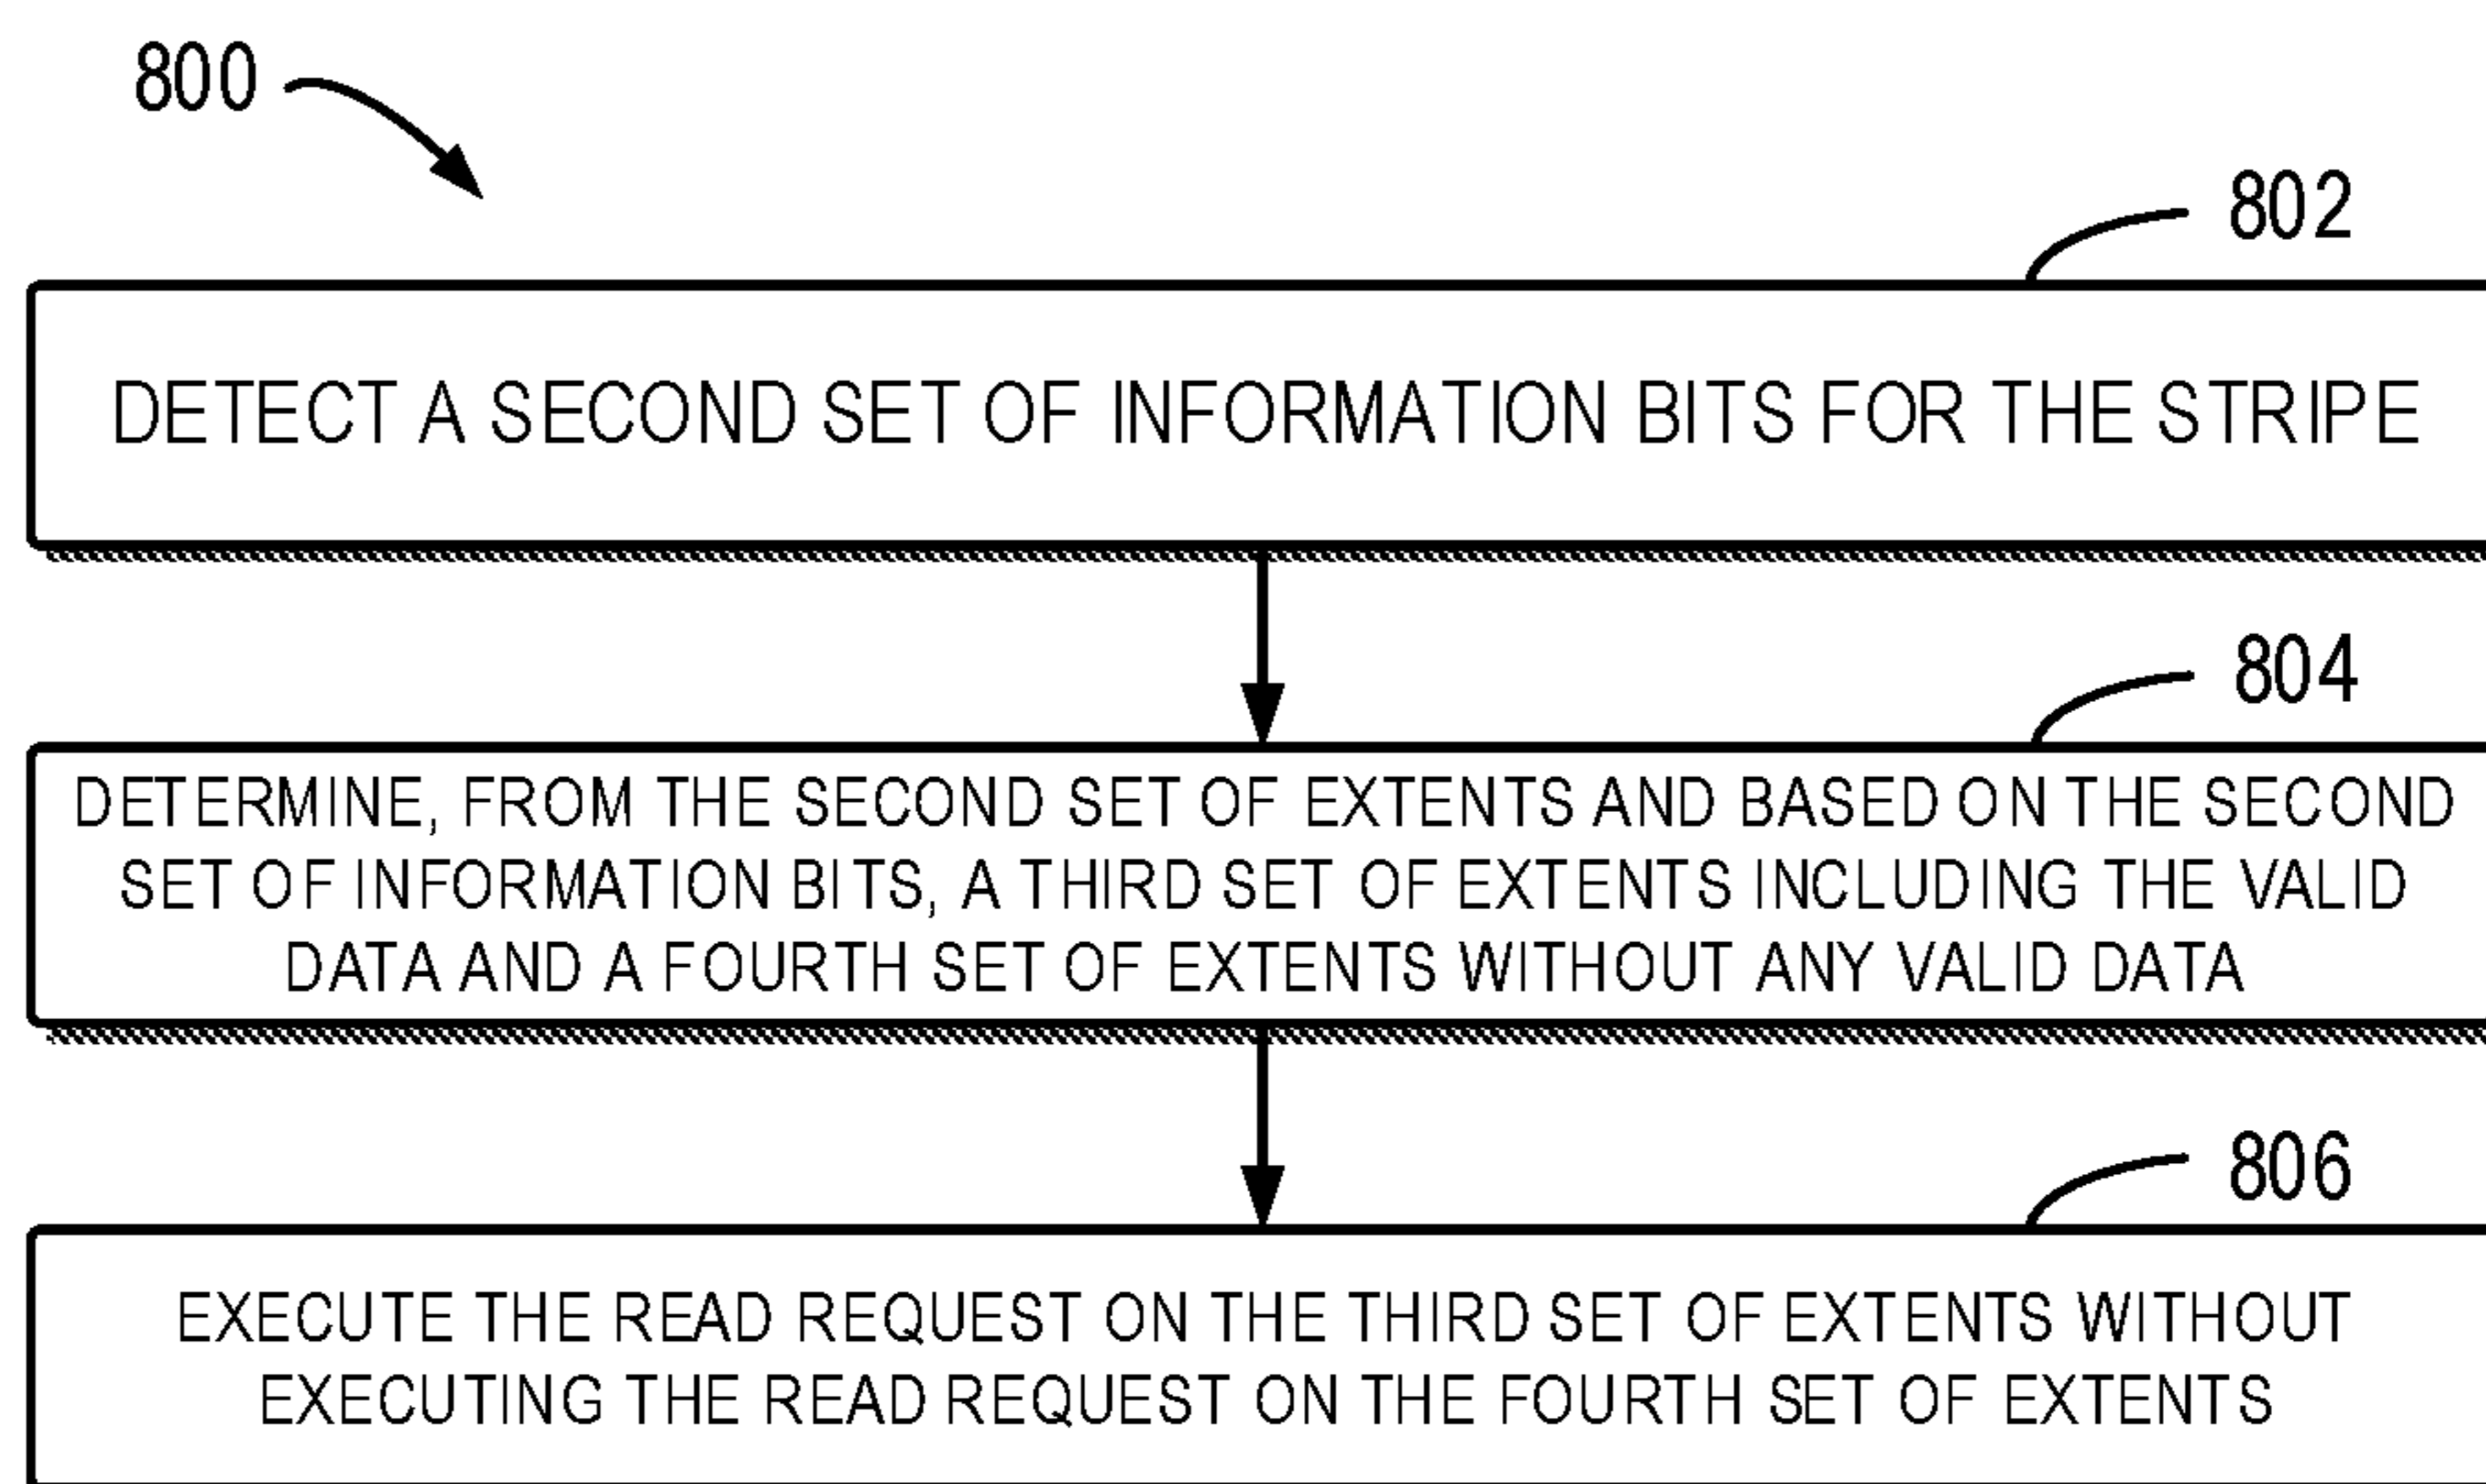 800
802
DETECT A SECOND SET OF INFORMATION BITS FOR THE STRIPE
804
DETERMINE, FROM THE SECOND SET OF EXTENTS AND BASED ON THE SECOND
SET OF INFORMATION BITS, A THIRD SET OF EXTENTS INCLUDING THE VALID
DATA AND A FOURTH SET OF EXTENTS WITHOUT ANY VALID DATA
806
EXECUTE THE READ REQUEST ON THE THIRD SET OF EXTENTS WITHOUT
EXECUTING THE READ REQUEST ON THE FOURTH SET OF EXTENTS